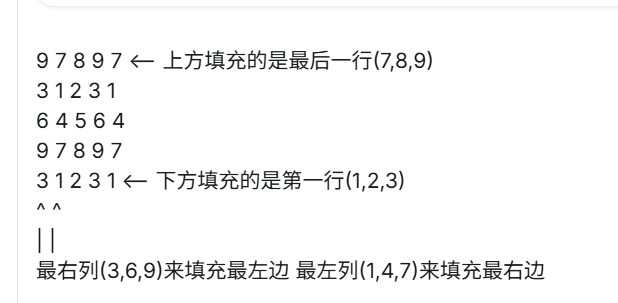 9 7 8 9 7 <-- 上方填充的是最后一行(7,8,9)
3 1 2 3 1
6 4 5 6 4
9 7 8 9 7
3 1 2 3 1 <-- 下方填充的是第一行(1,2,3)
^ ^
| |
最右列(3,6,9)来填充最左边 最左列(1,4,7)来填充最右边